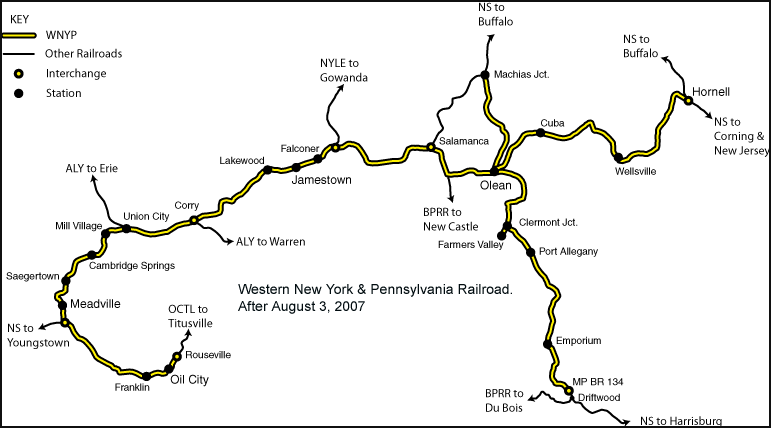 KEY
WNYP
Other Railroads
Interchange
Station
NS to
Buffalo
Machias Jct.
NS to
Buffalo
Hornell
NS to
Corning &
New Jersey
NYLE to
Gowanda
Cuba
Wellsville
Salamanca
Olean
Falconer
Lakewood
Jamestown
ALY to Erie
Corry
Union City
Mill Village
BPRR to
New Castle
Clermont Jct.
Farmers Valley
Port Allegany
ALY to Warren
Cambridge Springs
Saegertown
Western New York & Pennsylvania Railroad.
After August 3, 2007
Meadville
OCTL to
Titusville
NS to
Youngstown
Rouseville
Oil City
Franklin
Emporium
MP BR 134
Driftwood
BPRR to
Du Bois
NS to Harrisburg